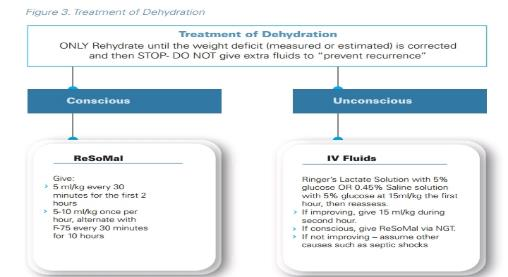 Figure 3. Treatment of Dehydration
Treatment of Dehydration
ONLY Rehydrate until the weight deficit (measured or estimated) is corrected
and then STOP- DO NOT give extra fluids to “prevent recurrence”
Conscious
Unconscious
ReSoMal
Give:
› 5 ml/kg every 30
minutes for the first 2
hours
› 5-10 ml/kg once per
hour, alternate with
F-75 every 30 minutes
for 10 hours
IV Fluids
Ringer's Lactate Solution with 5%
glucose OR 0.45% Saline solution
with 5% glucose at 15ml/kg the first
hour, then reassess.
› If improving, give 15 ml/kg during
second hour.
› If conscious, give ReSoMal via NGT.
› If not improving – assume other
causes such as septic shocks